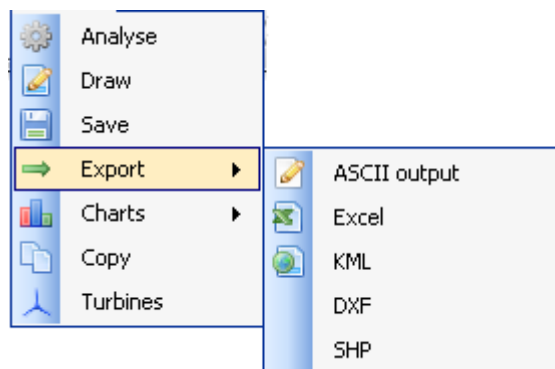 Analyse
Draw
Save
Export
Charts
Copy
Turbines
ASCII output
Excel
KML
DXF
SHP